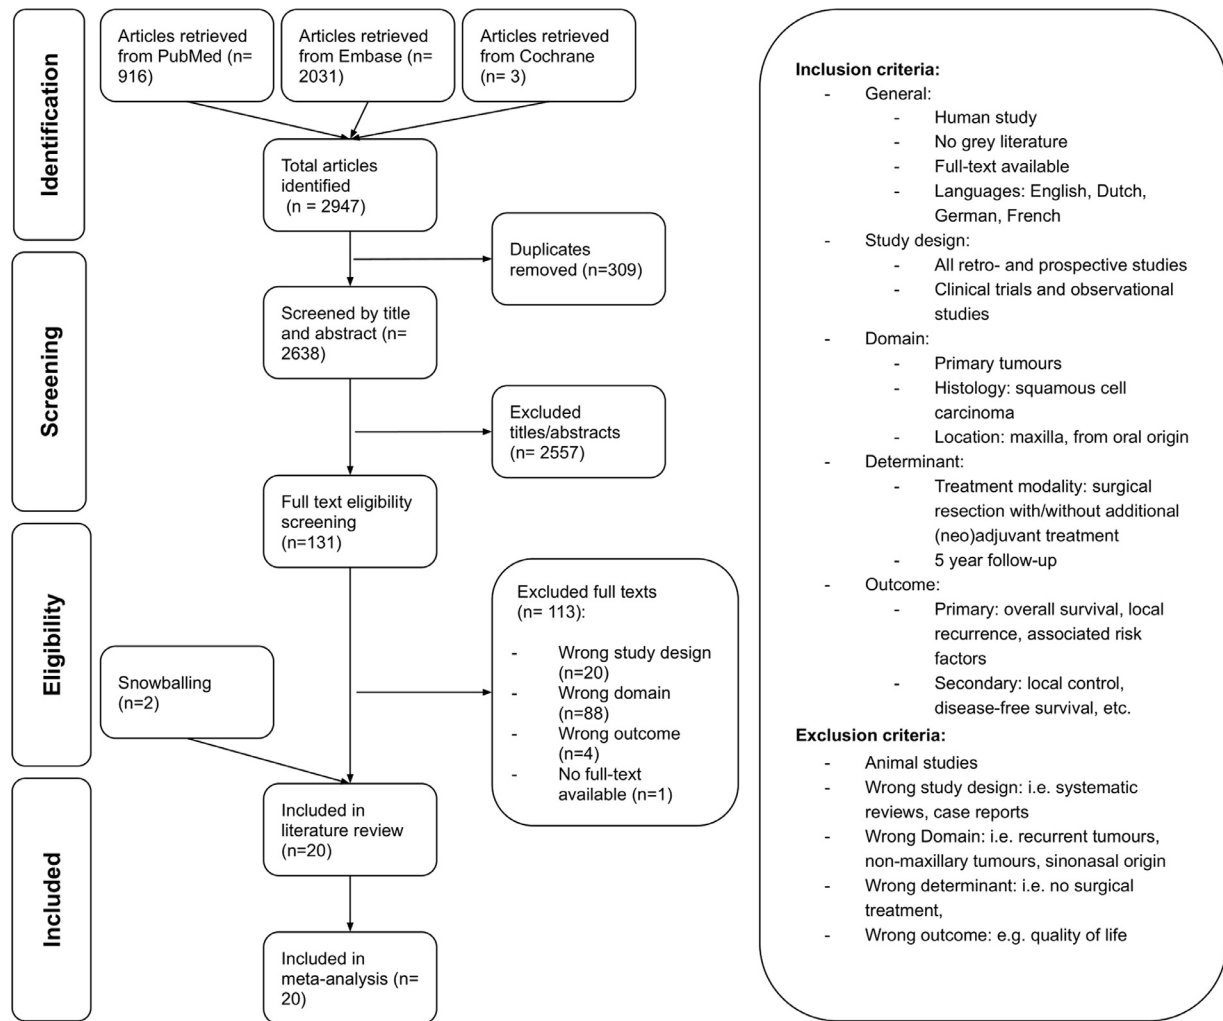 Identification
Articles retrieved
from PubMed (n=
916)
Articles retrieved
from Embase (n=
2031)
Articles retrieved
from Cochrane
(n= 3)
Total articles
identified
(n = 2947)
Duplicates
removed (n=309)
Screening
Screened by title
and abstract (n=
2638)
Excluded
titles/abstracts
(n= 2557)
Full text eligibility
screening
(n=131)
Eligibility
Excluded full texts
(n= 113):
- Wrong study design
(n=20)
- Wrong domain
(n=88)
- Wrong outcome
(n=4)
- No full-text
available (n=1)
Snowballing
(n=2)
Included
Included in
literature review
(n=20)
Included in
meta-analysis (n=
20)
Inclusion criteria:
- General:
- Human study
- No grey literature
- Full-text available
- Languages: English, Dutch,
German, French
- Study design:
- All retro- and prospective studies
- Clinical trials and observational
studies
- Domain:
- Primary tumours
- Histology: squamous cell
carcinoma
- Location: maxilla, from oral origin
- Determinant:
- Treatment modality: surgical
resection with/without additional
(neo)adjuvant treatment
- 5 year follow-up
- Outcome:
- Primary: overall survival, local
recurrence, associated risk
factors
- Secondary: local control,
disease-free survival, etc.
Exclusion criteria:
- Animal studies
- Wrong study design: i.e. systematic
reviews, case reports
- Wrong Domain: i.e. recurrent tumours,
non-maxillary tumours, sinonasal origin
- Wrong determinant: i.e. no surgical
treatment,
- Wrong outcome: e.g. quality of life